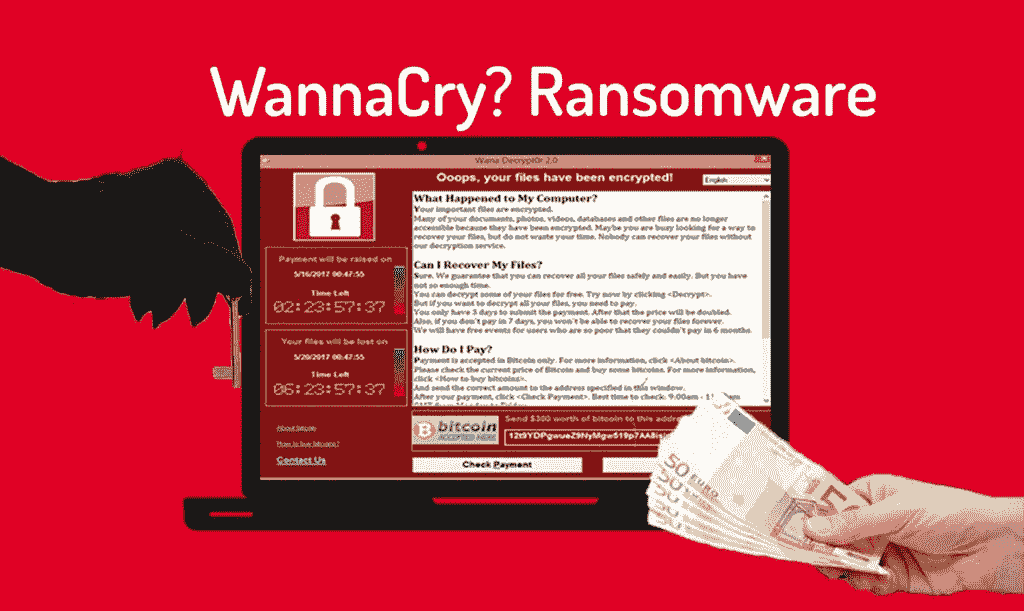 WannaCry? Ransomware
Wana Decrypt0r 2.0
Ooops, your files have been encrypted!
English
What Happened to My Computer?
Your important files are encrypted.
Many of your documents, photos, videos, databases and other files are no longer
accessible because they have been encrypted. Maybe you are busy looking for a way to
recover your files, but do not waste your time. Nobody can recover your files without
our decryption service.
Can I Recover My Files?
Sure. We guarantee that you can recover all your files safely and easily. But you have
not so enough time.
You can decrypt some of your files for free. Try now by clicking <Decrypt>.
But if you want to decrypt all your files, you need to pay.
You only have 3 days to submit the payment. After that the price will be doubled.
Also, if you don't pay in 7 days, you won't be able to recover your files forever.
We will have free events for users who are so poor that they couldn't pay in 6 months.
How Do I Pay?
Payment is accepted in Bitcoin only. For more information, click <About bitcoin>.
Please check the current price of Bitcoin and buy some bitcoins. For more information,
click <How to buy bitcoins>.
And send the correct amount to the address specified in this window.
After your payment, click <Check Payment>. Best time to check: 9:00am -
Payment will be raised on
5/16/2017 00:47:55
Time Left
02:23:57:37
Your files will be lost on
5/20/2017 00:47:55
Time Left
06:23:57:37
About bitcoin
How to buy bitcoins?
Contact Us
bitcoin
ACCEPTED HERE
Send $300 worth of bitcoin to this
Check Payment
50 EURO